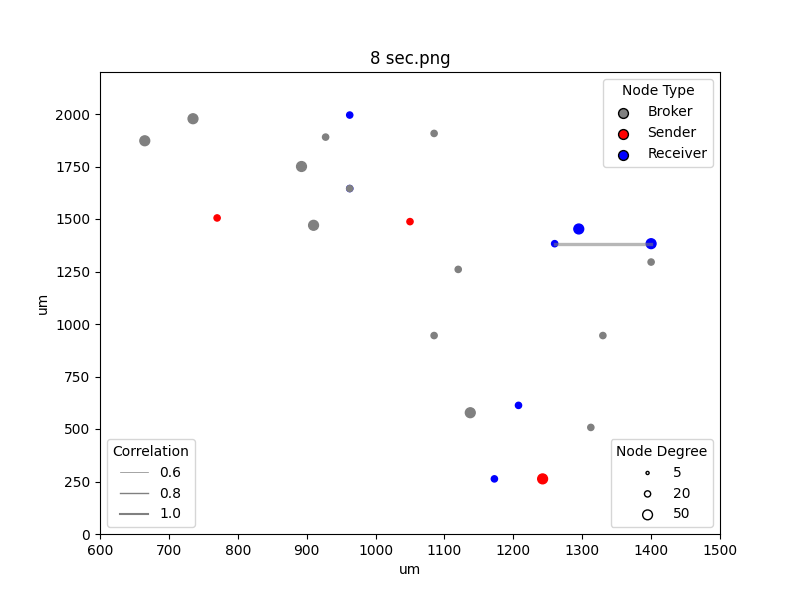 8 sec.png
Node Type
Broker
Sender
Receiver
2000
1750
1500
1250
1000
750
500
250
0
um
Correlation
0.6
0.8
1.0
Node Degree
5
20
50
600 700 800 900 1000 1100 1200 1300 1400 1500
um